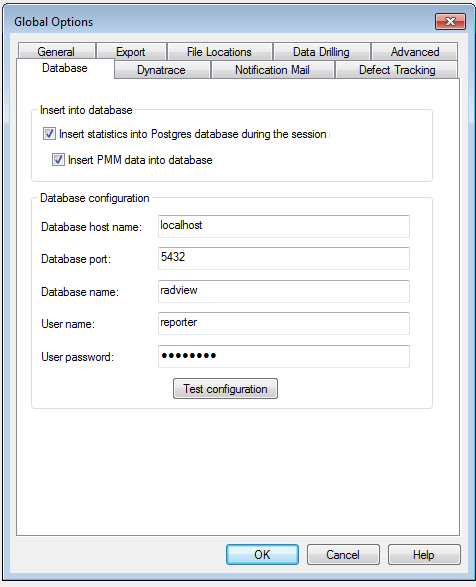 Global Options
General Export File Locations Data Drilling Advanced
Database Dynatrace Notification Mail Defect Tracking
Insert into database
Insert statistics into Postgres database during the session
Insert PMM data into database
Database configuration
Database host name: localhost
Database port: 5432
Database name: radview
User name: reporter
User password: ●●●●●●●●
Test configuration
OK Cancel Help